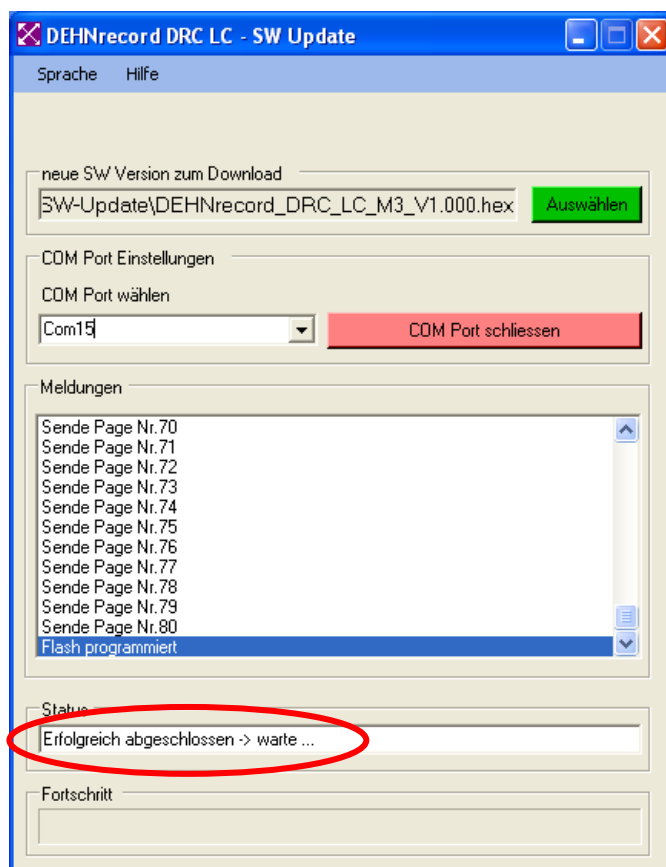 DEHNrecord DRC LC - SW Update
Sprache Hilfe
neue SW Version zum Download
SW-Update\DEHNrecord_DRC_LC_M3_V1.000.hex
Auswählen
COM Port Einstellungen
COM Port wählen
Com15
COM Port schliessen
Meldungen
Sende Page Nr.70
Sende Page Nr.71
Sende Page Nr.72
Sende Page Nr.73
Sende Page Nr.74
Sende Page Nr.75
Sende Page Nr.76
Sende Page Nr.77
Sende Page Nr.78
Sende Page Nr.79
Sende Page Nr.80
Flash programmiert
Status
Erfolgreich abgeschlossen -> warte ...
Fortschritt